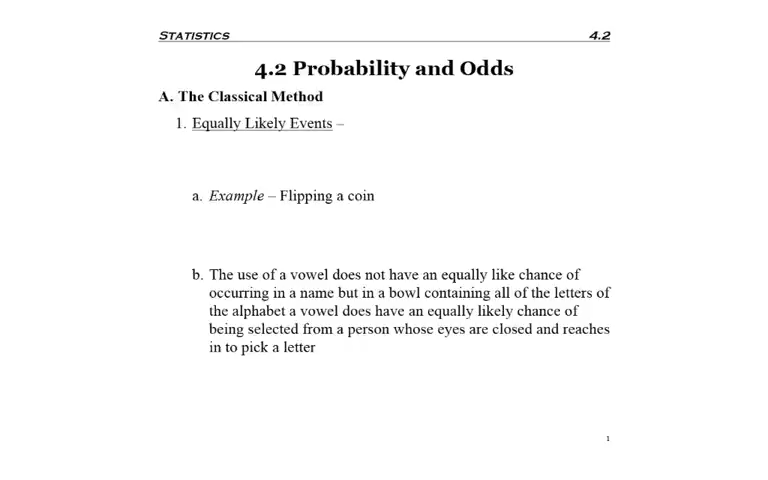 STATISTICS 4.2
4.2 Probability and Odds
A. The Classical Method
1. Equally Likely Events –
a. Example – Flipping a coin
b. The use of a vowel does not have an equally like chance of
occurring in a name but in a bowl containing all of the letters of
the alphabet a vowel does have an equally likely chance of
being selected from a person whose eyes are closed and reaches
in to pick a letter
1